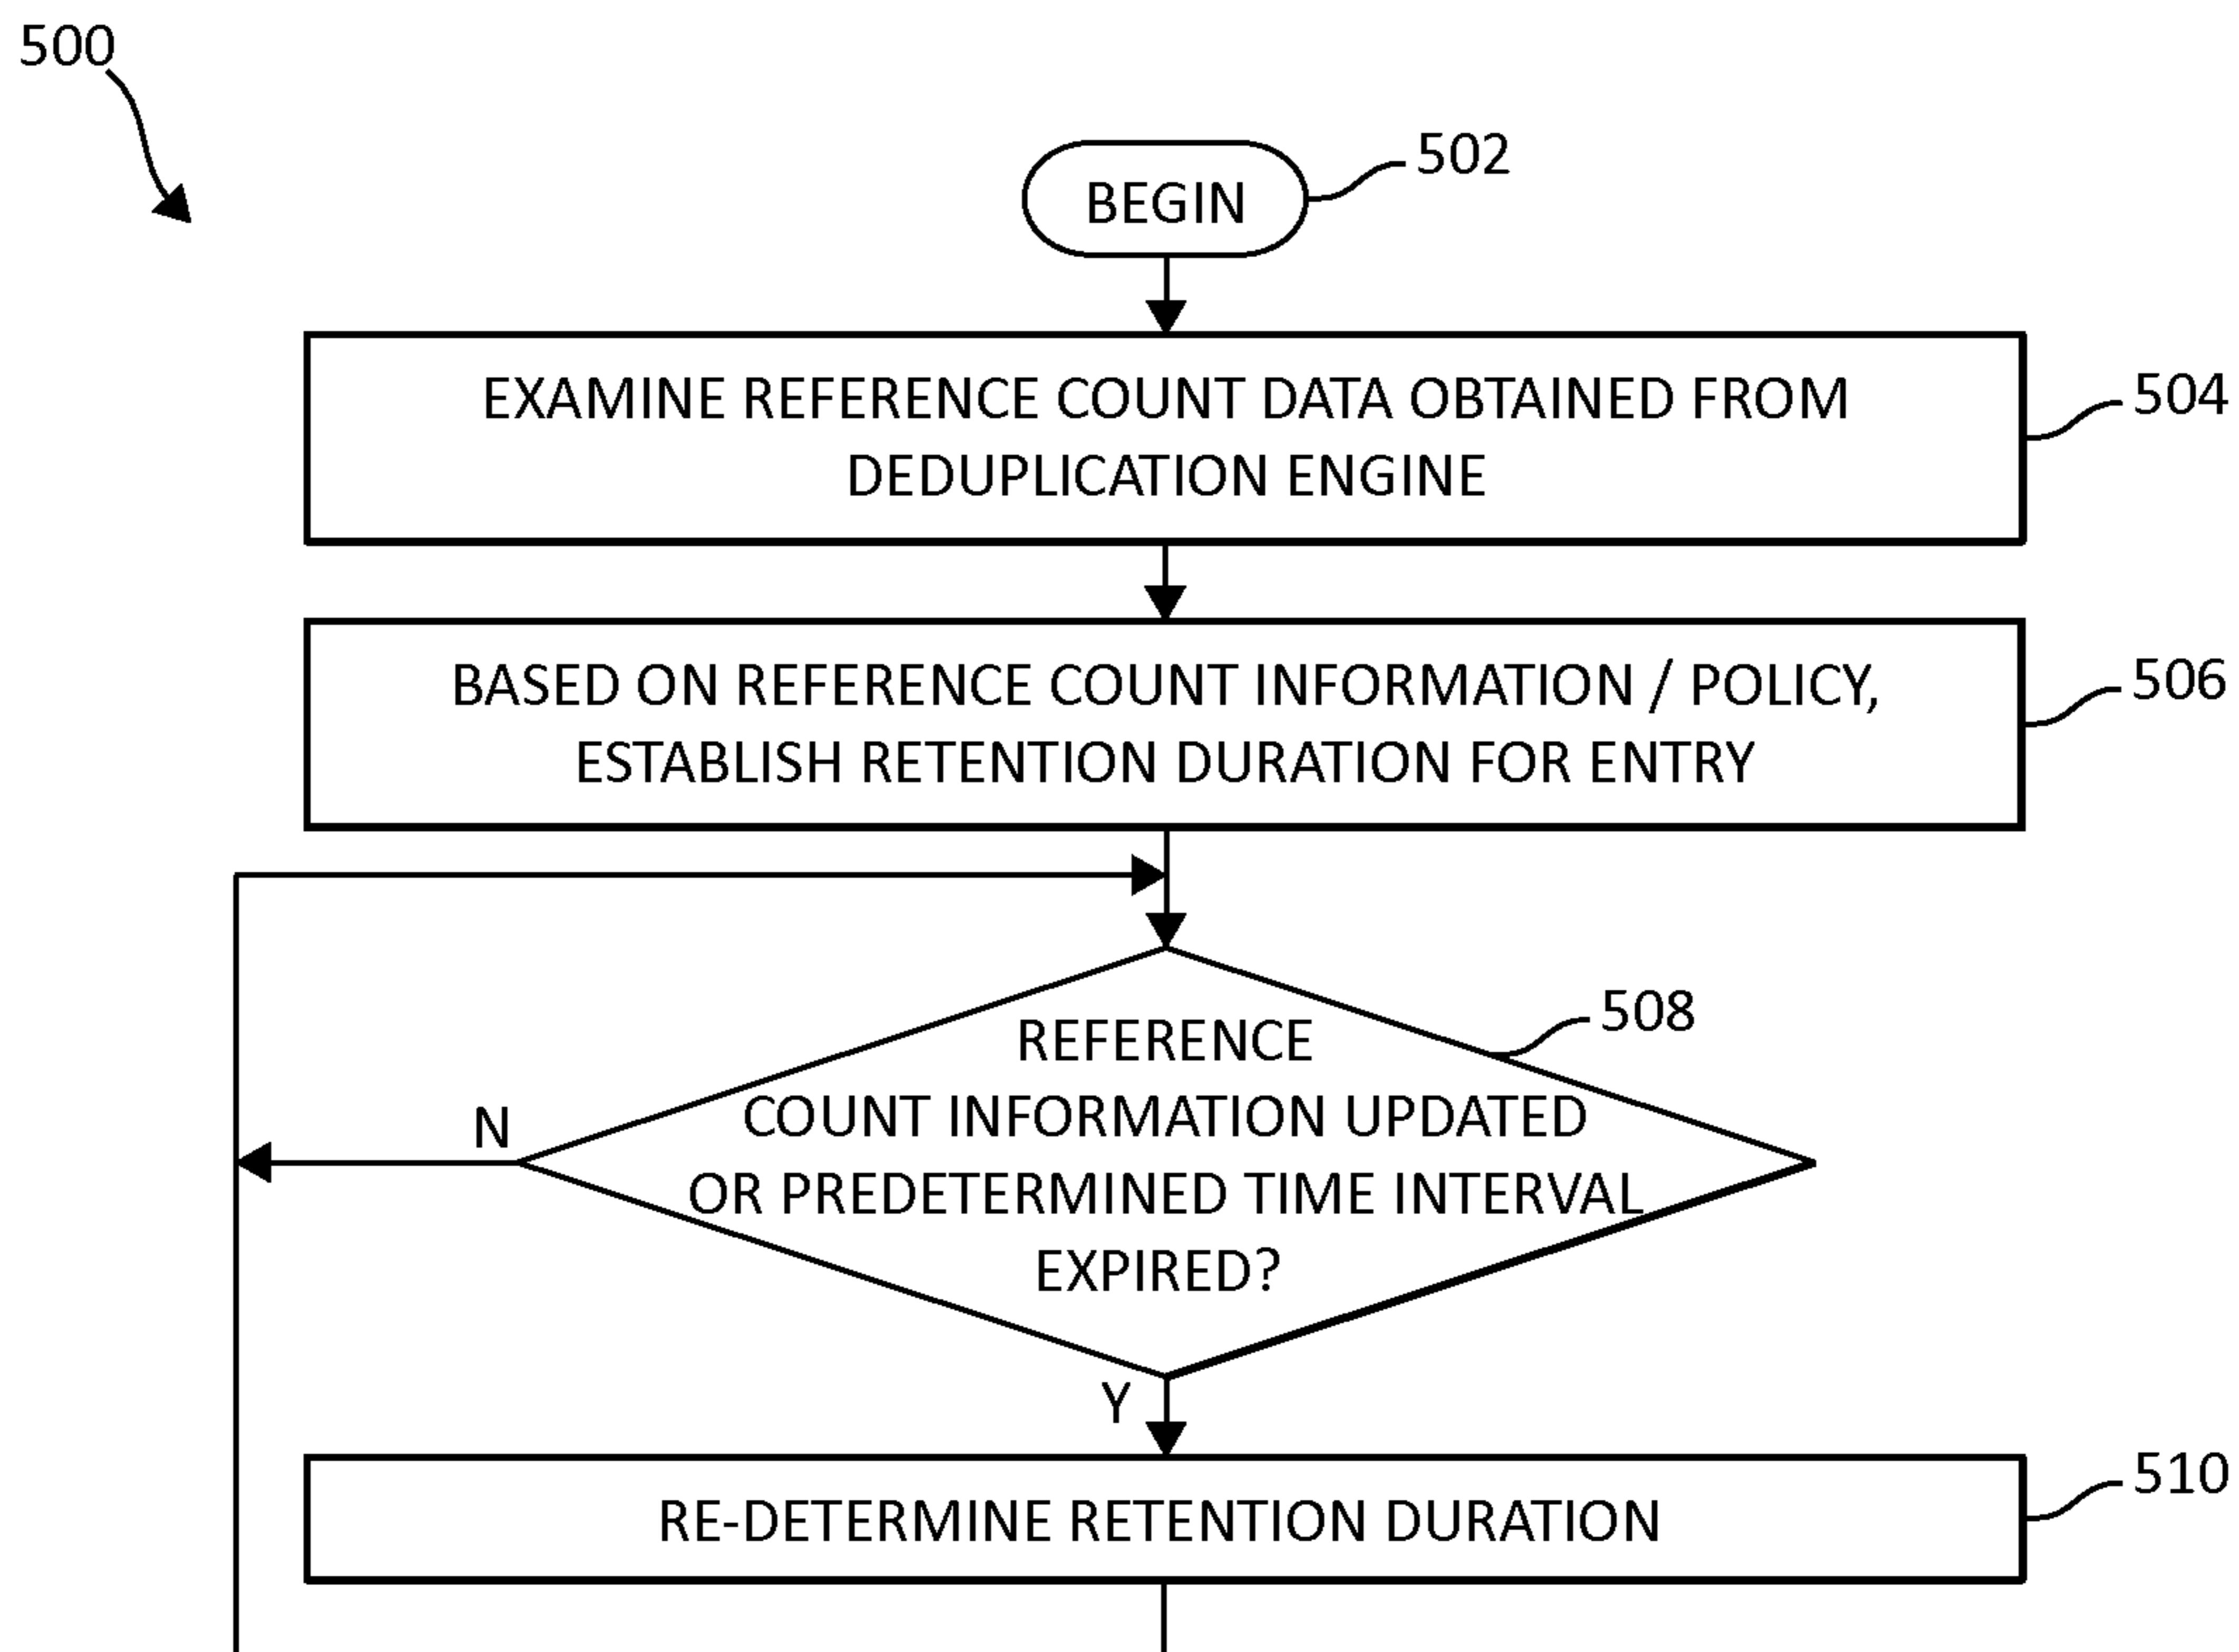 500
BEGIN
502
EXAMINE REFERENCE COUNT DATA OBTAINED FROM
DEDUPLICATION ENGINE
504
BASED ON REFERENCE COUNT INFORMATION / POLICY,
ESTABLISH RETENTION DURATION FOR ENTRY
506
REFERENCE
COUNT INFORMATION UPDATED
OR PREDETERMINED TIME INTERVAL
EXPIRED?
508
N
Y
RE-DETERMINE RETENTION DURATION
510